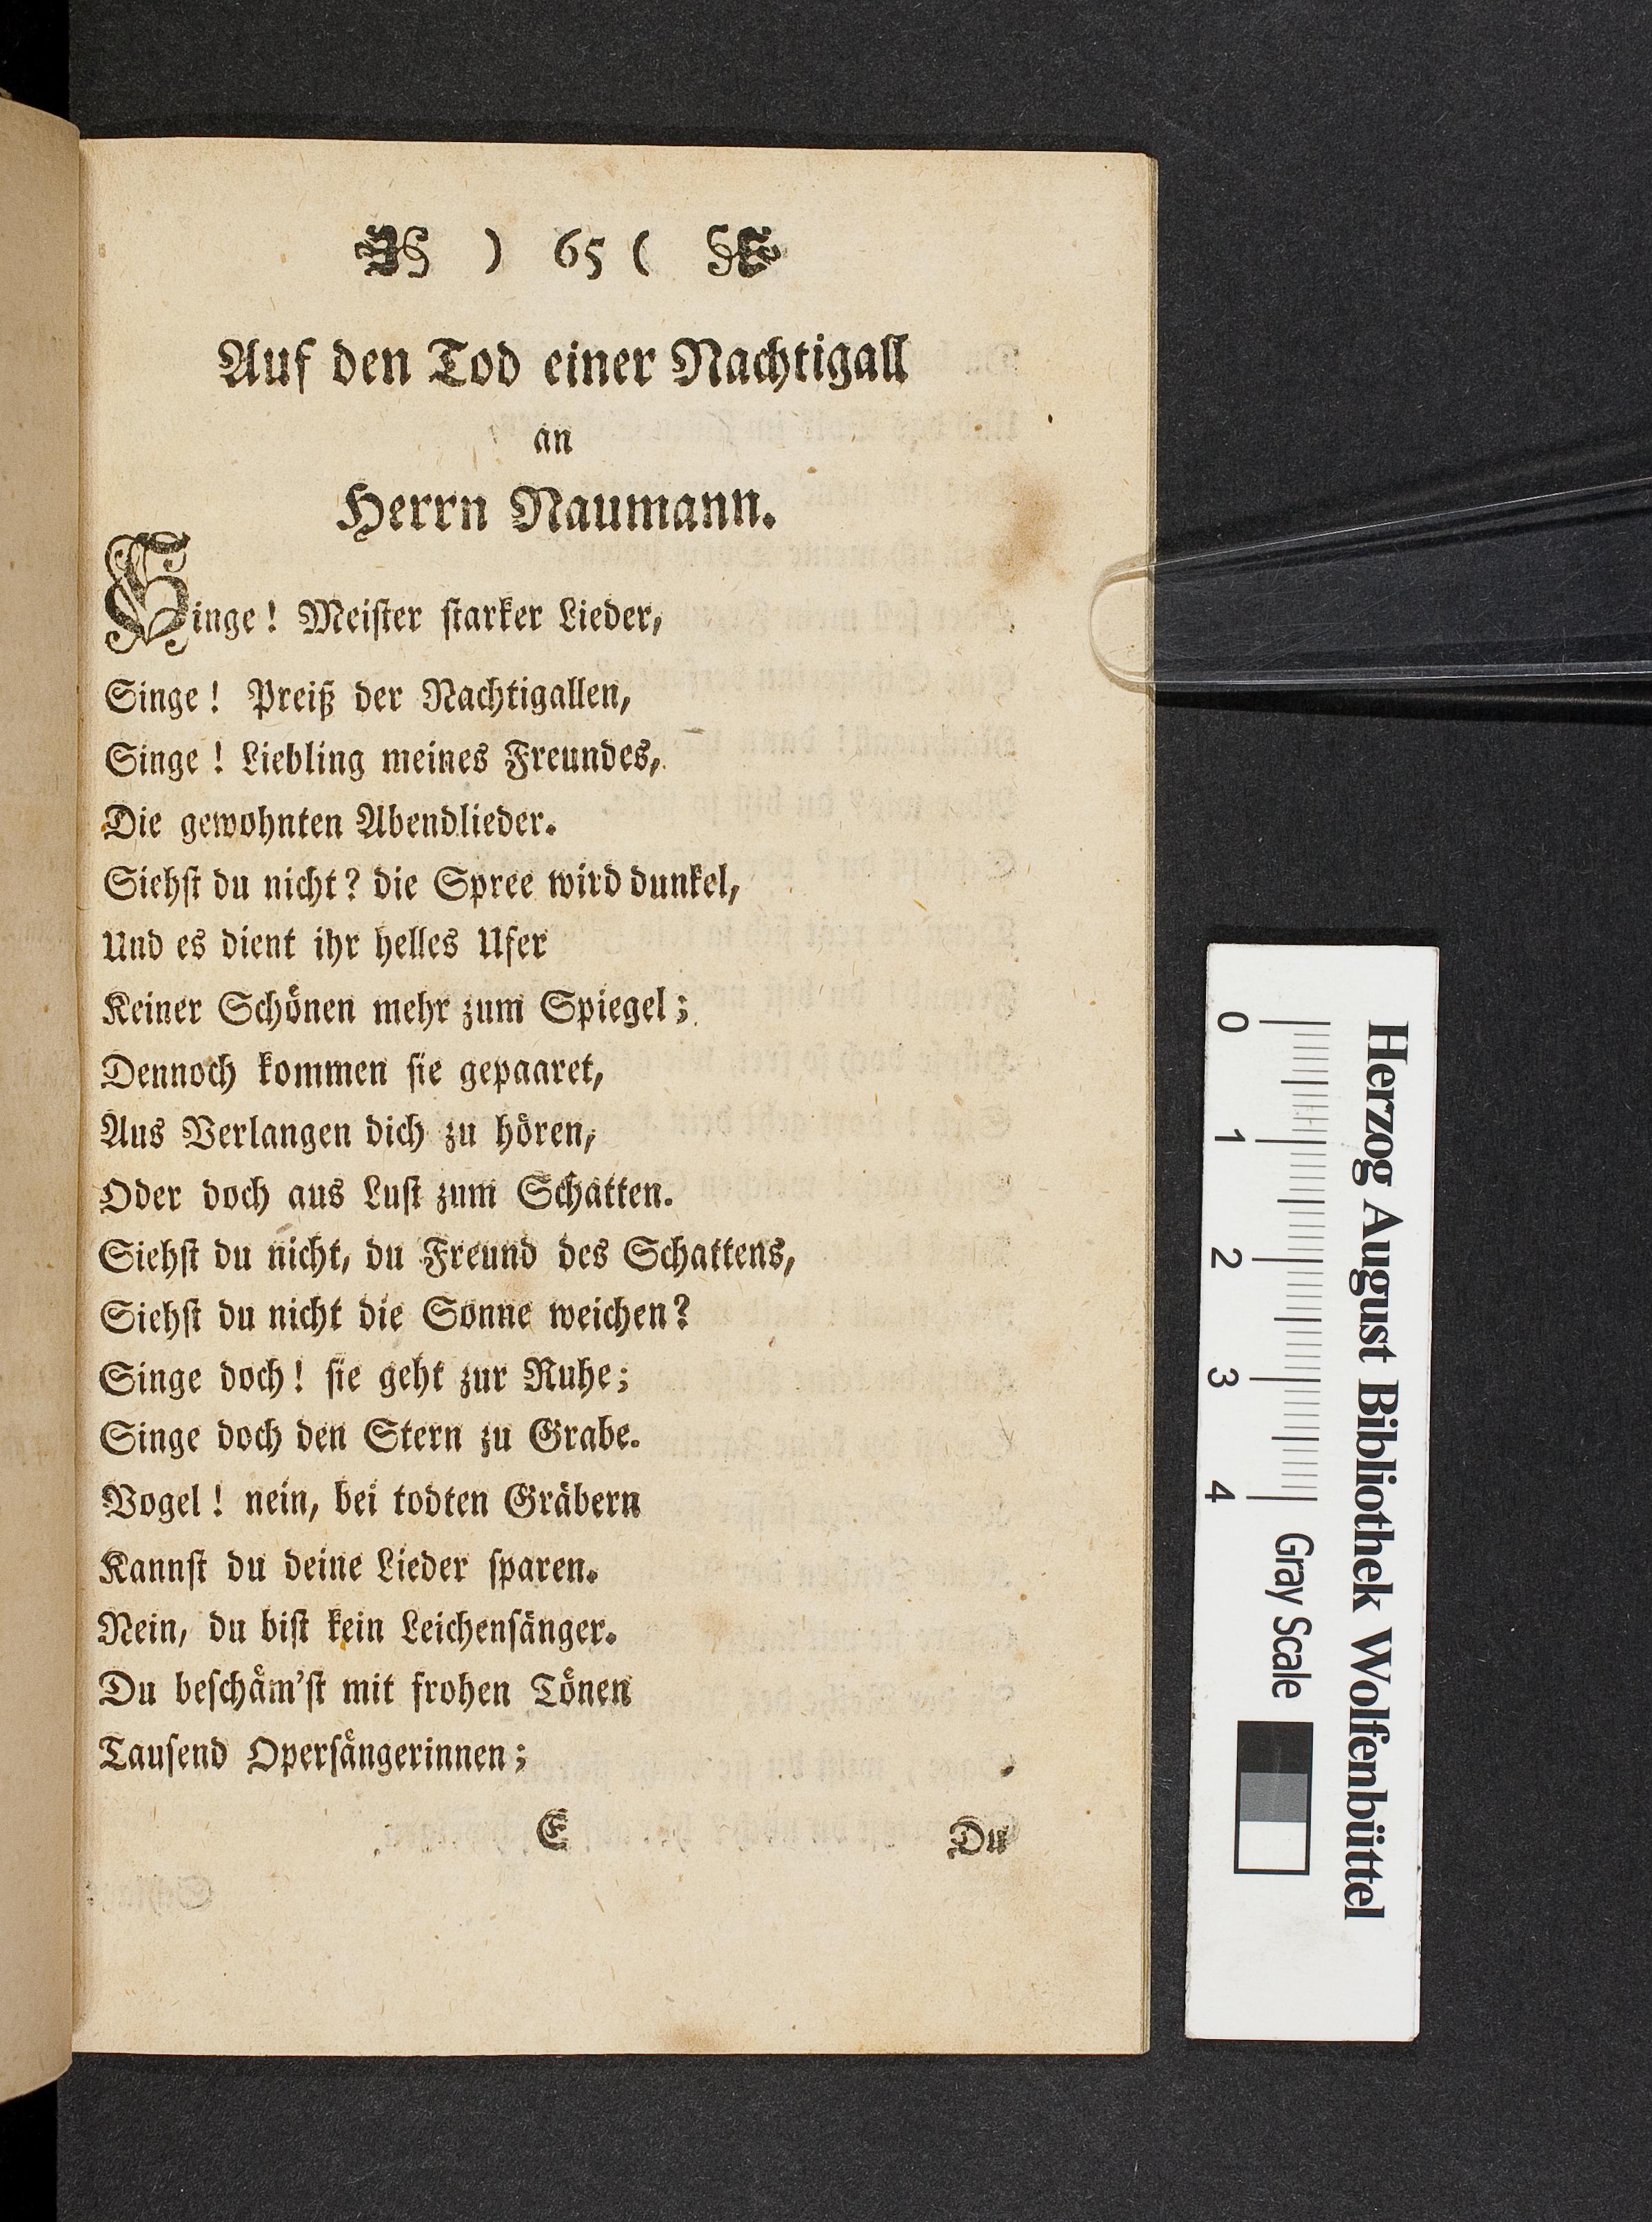 ) 65 (
Auf den Tod einer Nachtigall
an
Herrn Naumann.
Singe! Meiſter ſtarker Lieder,
Singe! Preiß der Nachtigallen,
Singe! Liebling meines Freundes,
Die gewohnten Abendlieder.
Siehſt du nicht? die Spree wird dunkel,
Und es dient ihr helles Ufer
Keiner Schönen mehr zum Spiegel;
Dennoch kommen ſie gepaaret,
Aus Verlangen dich zu hören,
Oder doch aus Luſt zum Schatten.
Siehſt du nicht, du Freund des Schattens,
Siehſt du nicht die Sonne weichen?
Singe doch! ſie geht zur Ruhe;
Singe doch den Stern zu Grabe.
Vogel! nein, bei todten Gräbern
Kannſt du deine Lieder ſparen.
Nein, du biſt kein Leichenſänger.
Du beſchäm'ſt mit frohen Tönen
Tauſend Operſängerinnen;
E Du
Herzog August Bibliothek Wolfenbüttel
0 1 2 3 4 Gray Scale